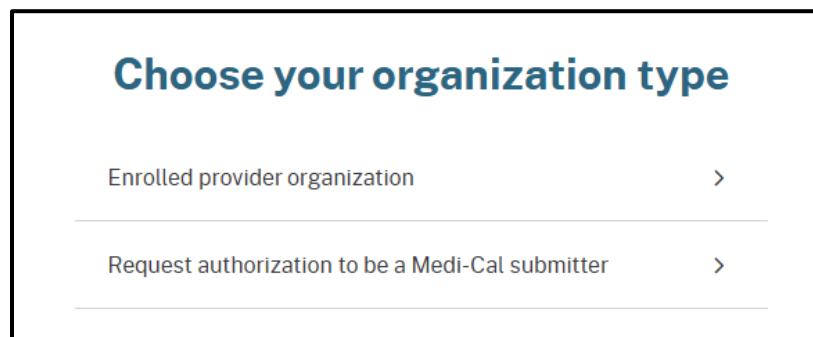 Choose your organization type
Enrolled provider organization
Request authorization to be a Medi-Cal submitter